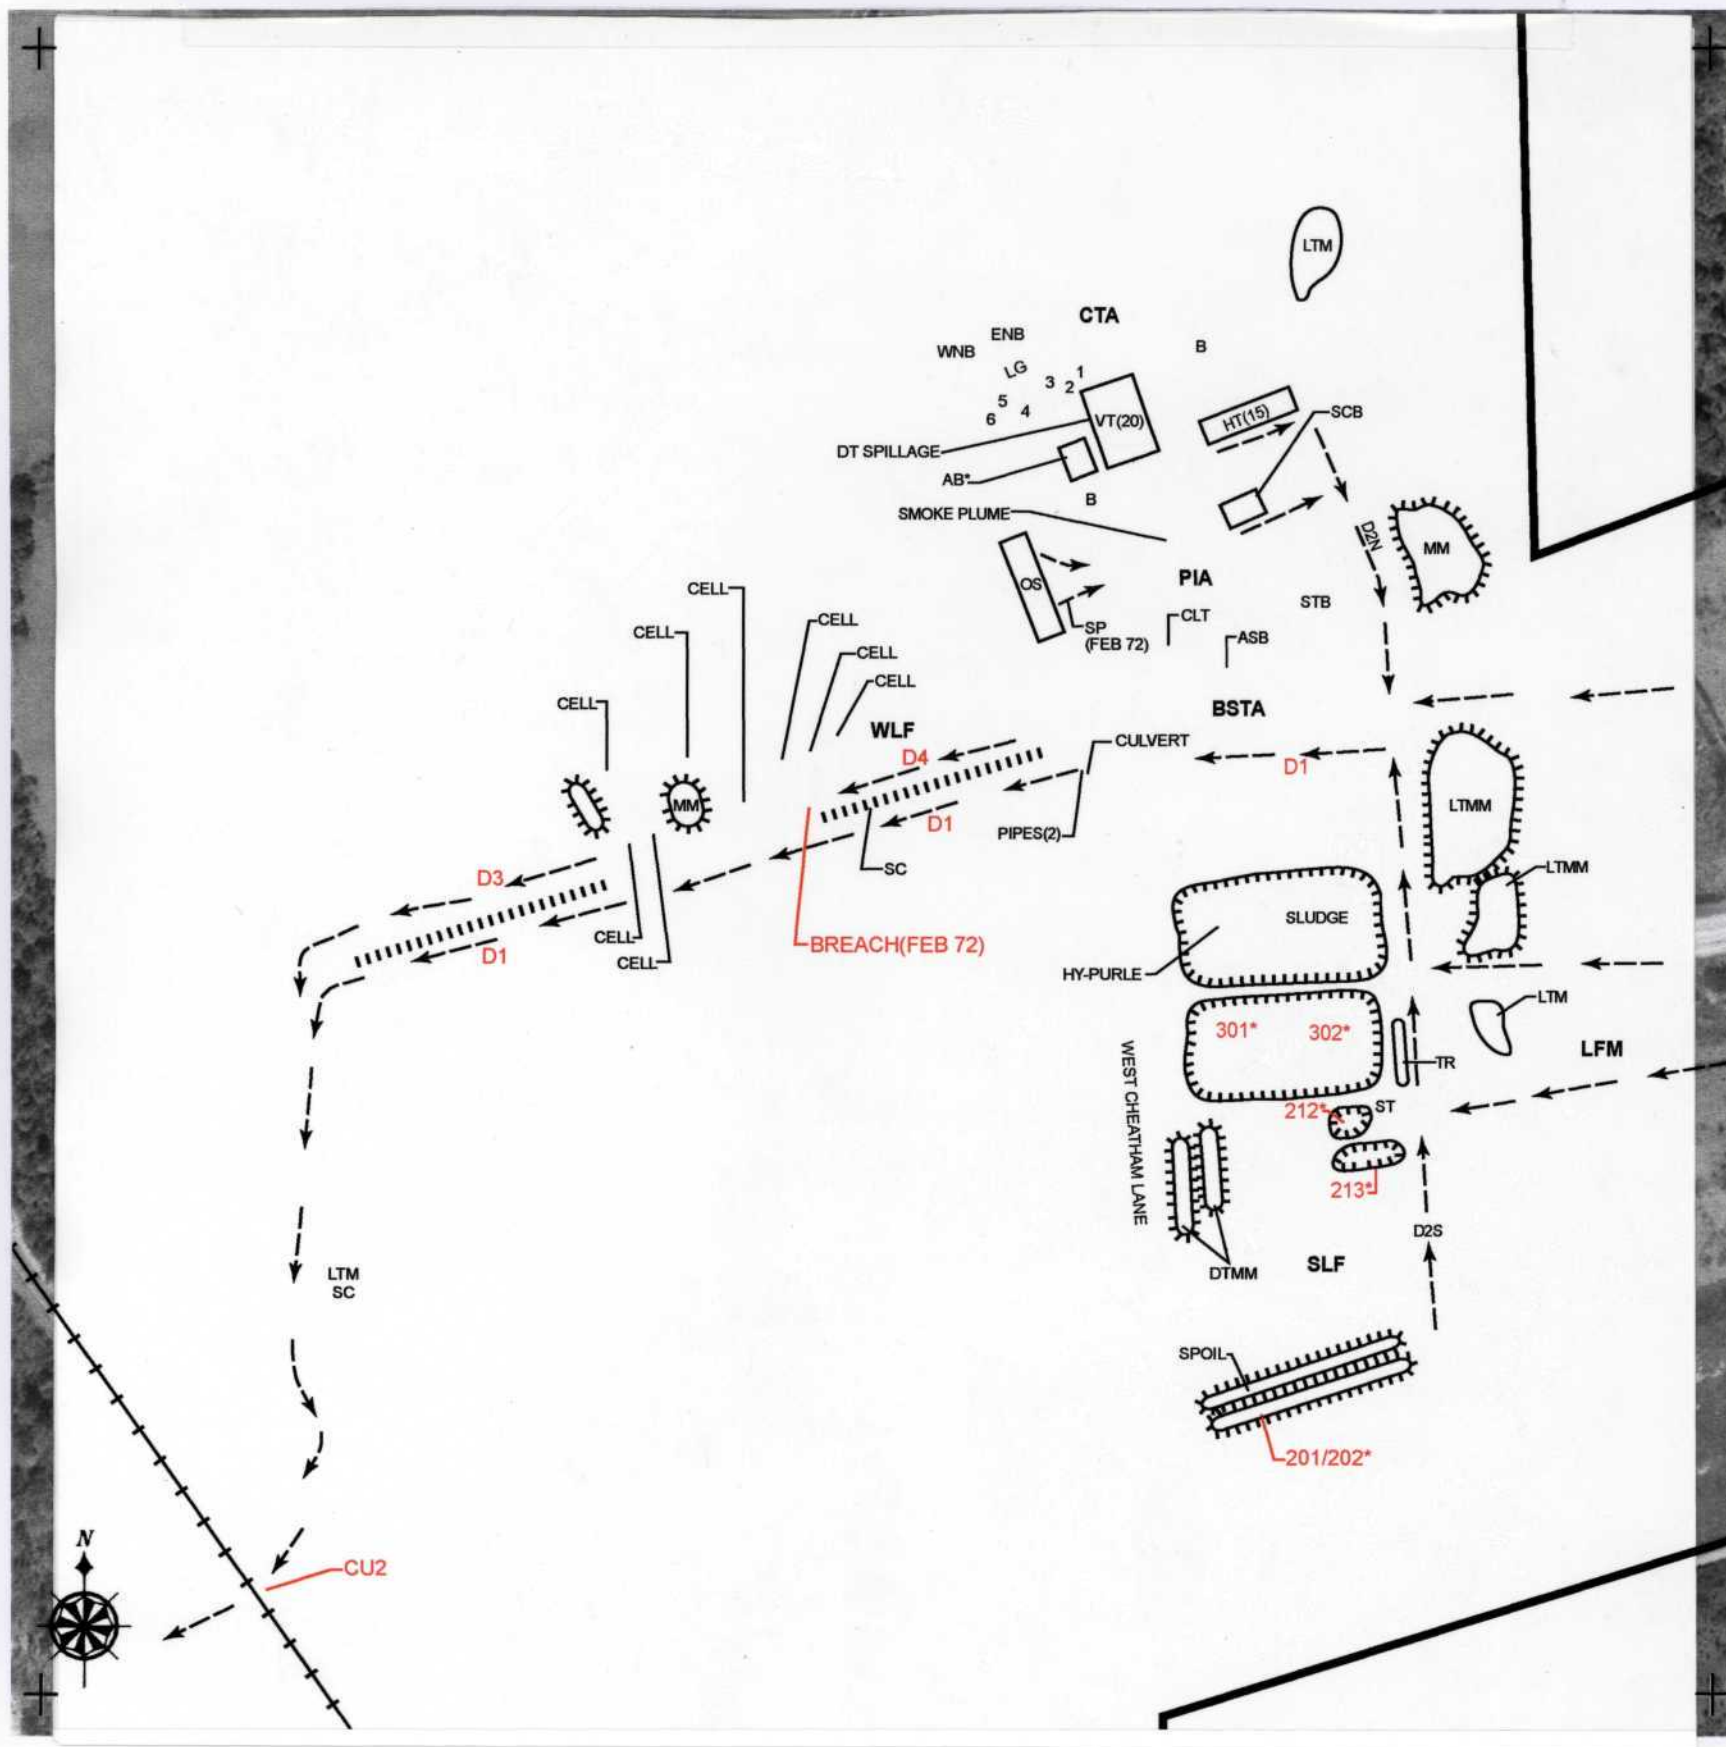 LTM
CTA
ENB
WNB
B
LG
1
2
3
4
5
6
VT(20)
HT(15)
SCB
DT SPILLAGE
AB*
B
SMOKE PLUME
D2N
MM
OS
PIA
STB
SP
(FEB 72)
CLT
ASB
CELL
CELL
CELL
CELL
CELL
CELL
WLF
BSTA
D4
CULVERT
D1
MM
LTMM
D1
PIPES(2)
SC
LTMM
D3
SLUDGE
CELL
BREACH(FEB 72)
D1
CELL
HY-PURLE
LTM
301*
302*
LFM
TR
WEST CHEATHAM LANE
212*
ST
213*
D2S
DTMM
SLF
LTM
SC
SPOIL
201/202*
N
CU2